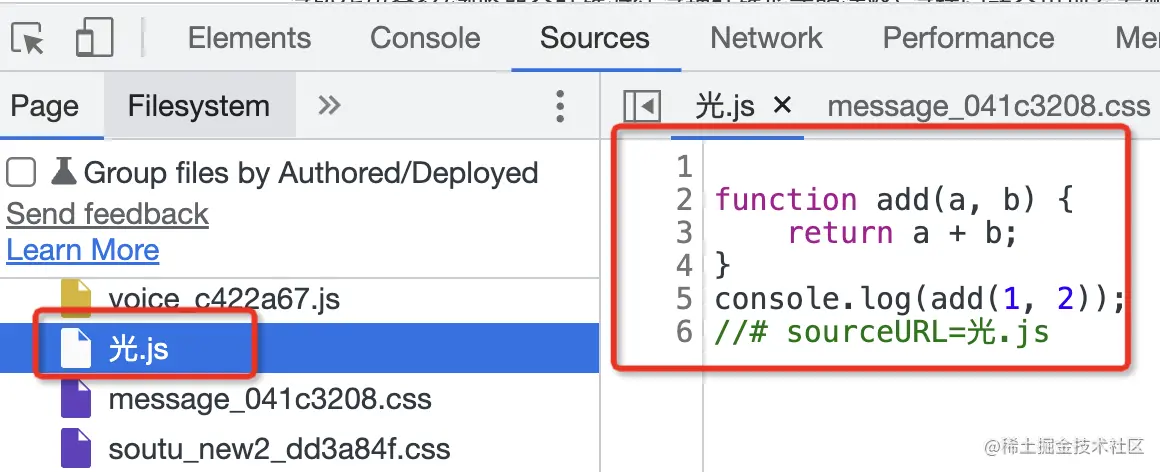 Elements Console Sources Network Performance Mem
Page Filesystem »
光.js × message_041c3208.css
Group files by Authored/Deployed
Send feedback
Learn More
voice_c422a67.js
光.js
message_041c3208.css
soutu_new2_dd3a84f.css
1
2 function add(a, b) {
3     return a + b;
4 }
5 console.log(add(1, 2));
6 //# sourceURL=光.js
@稀土掘金技术社区